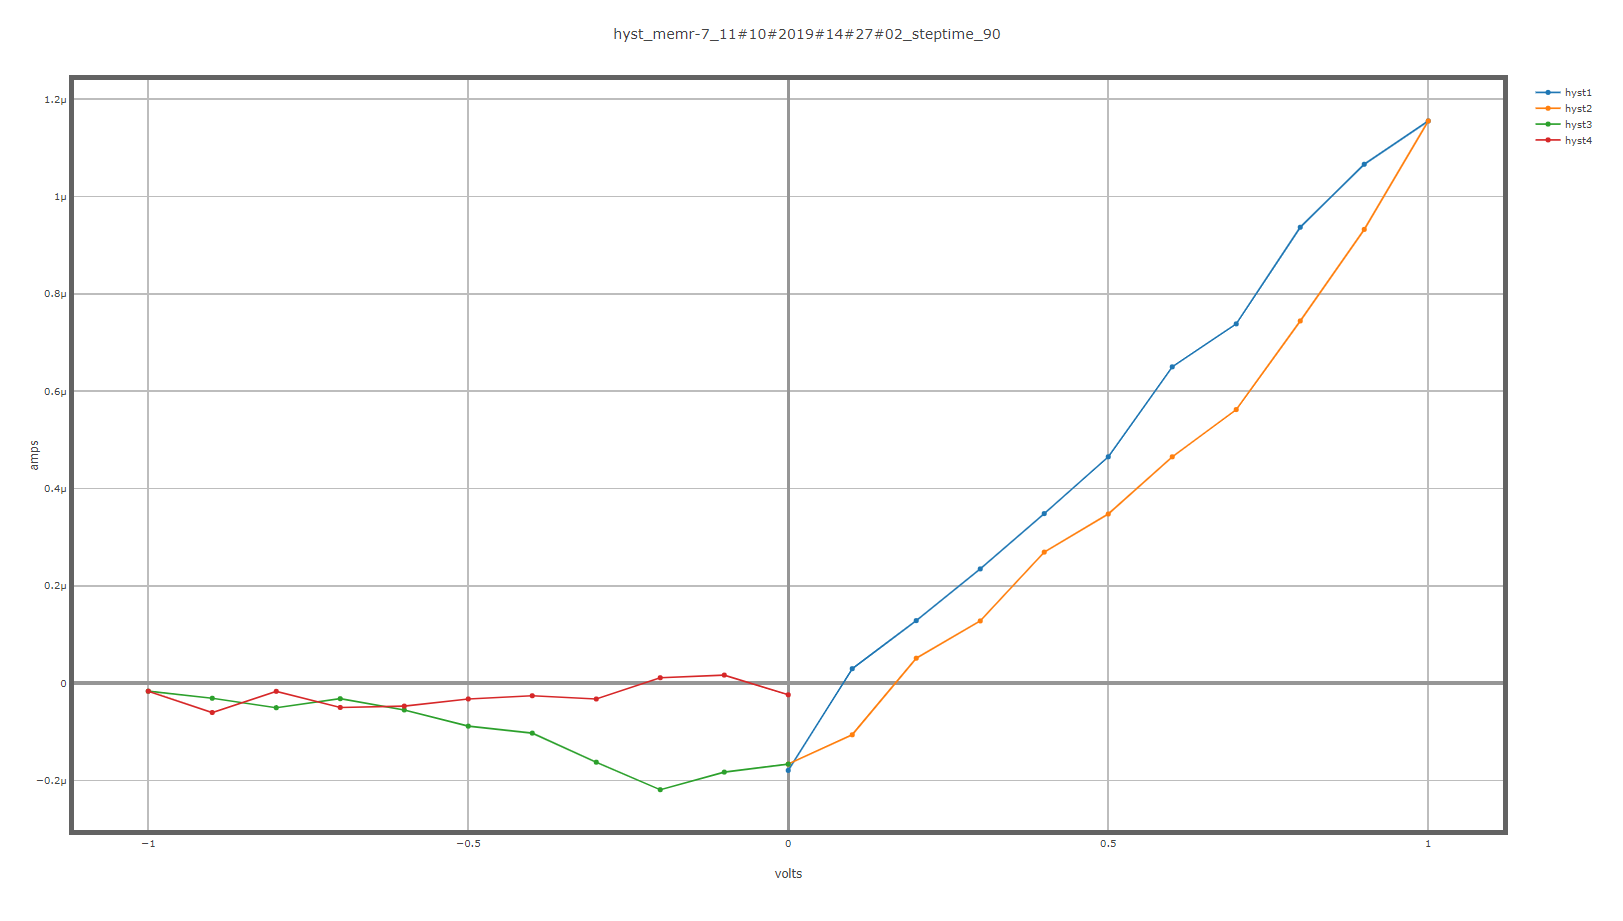 hyst_memr-7_11#10#2019#14#27#02_steptime_90
hyst1
hyst2
hyst3
hyst4
1.2μ
1μ
0.8μ
0.6μ
0.4μ
0.2μ
0
−0.2μ
amps
−1
−0.5
0
0.5
1
volts